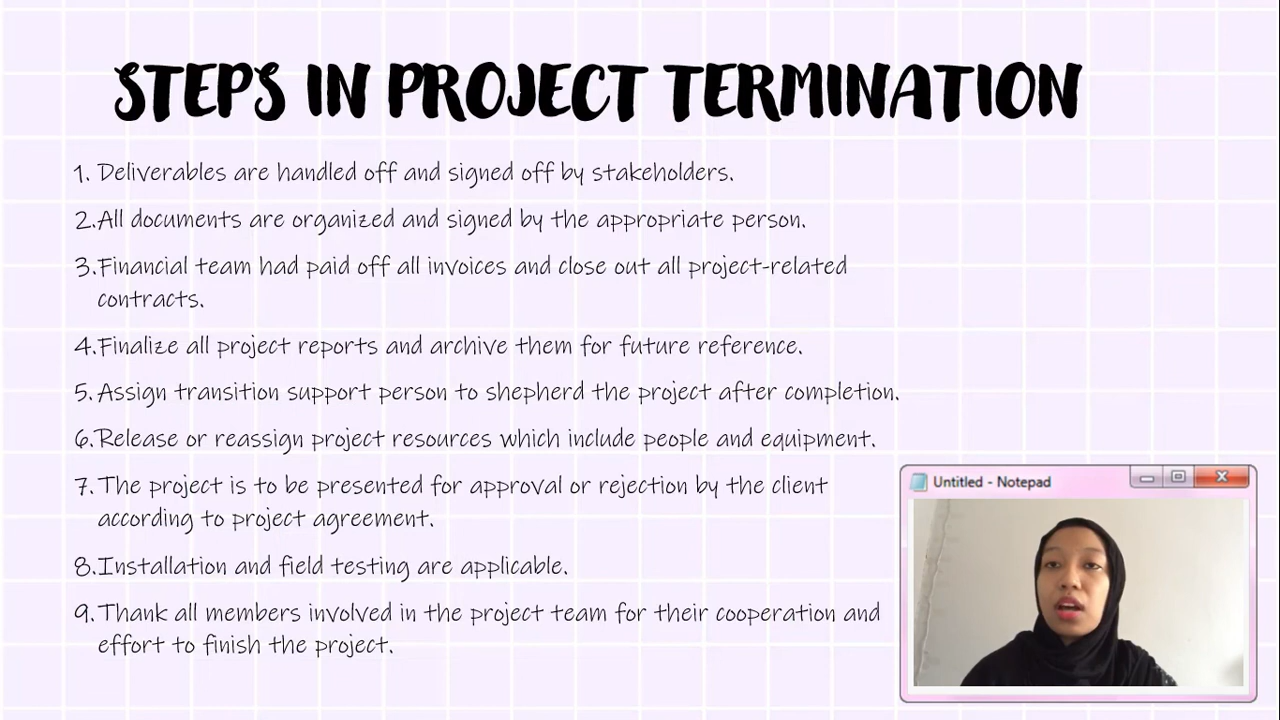 STEPS IN PROJECT TERMINATION
1. Deliverables are handled off and signed off by stakeholders.
2. All documents are organized and signed by the appropriate person.
3. Financial team had paid off all invoices and close out all project-related
contracts.
4. Finalize all project reports and archive them for future reference.
5. Assign transition support person to shepherd the project after completion.
6. Release or reassign project resources which include people and equipment.
7. The project is to be presented for approval or rejection by the client
according to project agreement.
8. Installation and field testing are applicable.
9. Thank all members involved in the project team for their cooperation and
effort to finish the project.
Untitled - Notepad